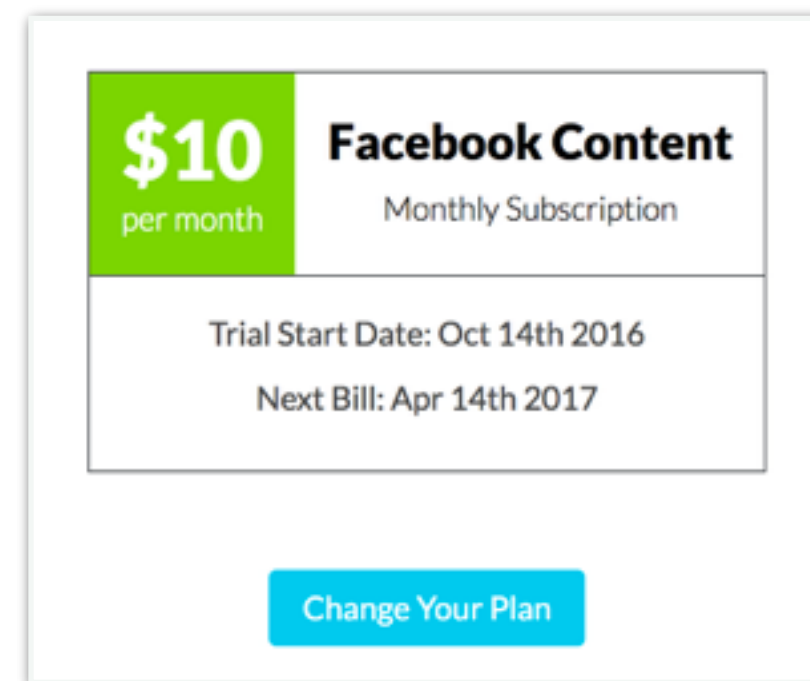 $10
per month
Facebook Content
Monthly Subscription
Trial Start Date: Oct 14th 2016
Next Bill: Apr 14th 2017
Change Your Plan